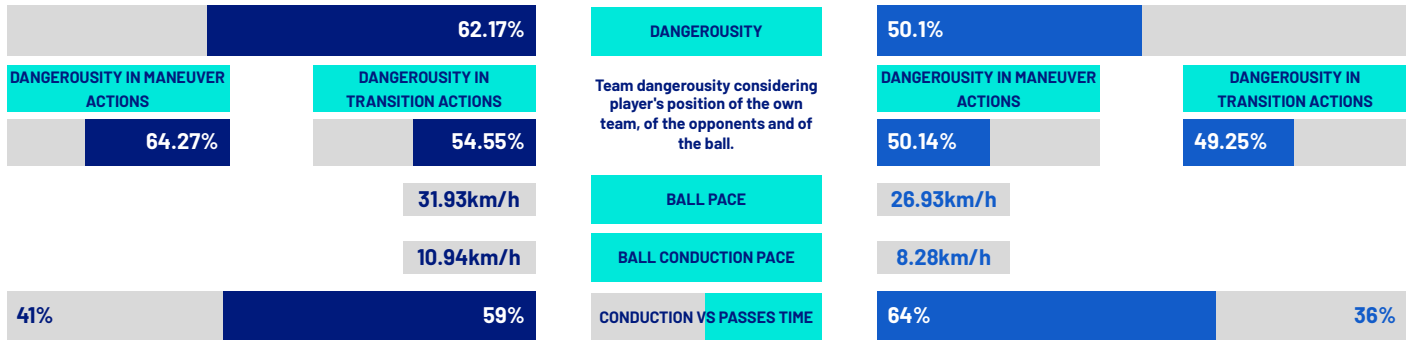 62.17%
DANGEROUSITY
50.1%
DANGEROUSITY IN MANEUVER
ACTIONS
DANGEROUSITY IN
TRANSITION ACTIONS
Team dangerousity considering
player's position of the own
team, of the opponents and of
the ball.
DANGEROUSITY IN MANEUVER
ACTIONS
DANGEROUSITY IN
TRANSITION ACTIONS
64.27%
54.55%
50.14%
49.25%
31.93km/h
BALL PACE
26.93km/h
10.94km/h
BALL CONDUCTION PACE
8.28km/h
41%
59%
CONDUCTION VS PASSES TIME
64%
36%